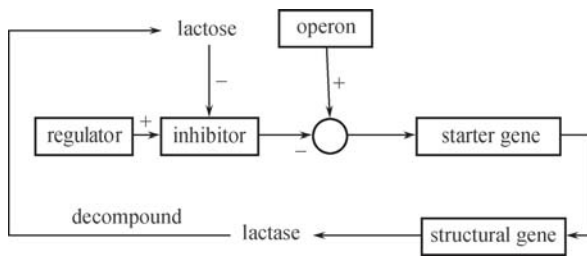 lactose
operon
−
+
regulator
+
inhibitor
−
starter gene
decompound
lactase
structural gene